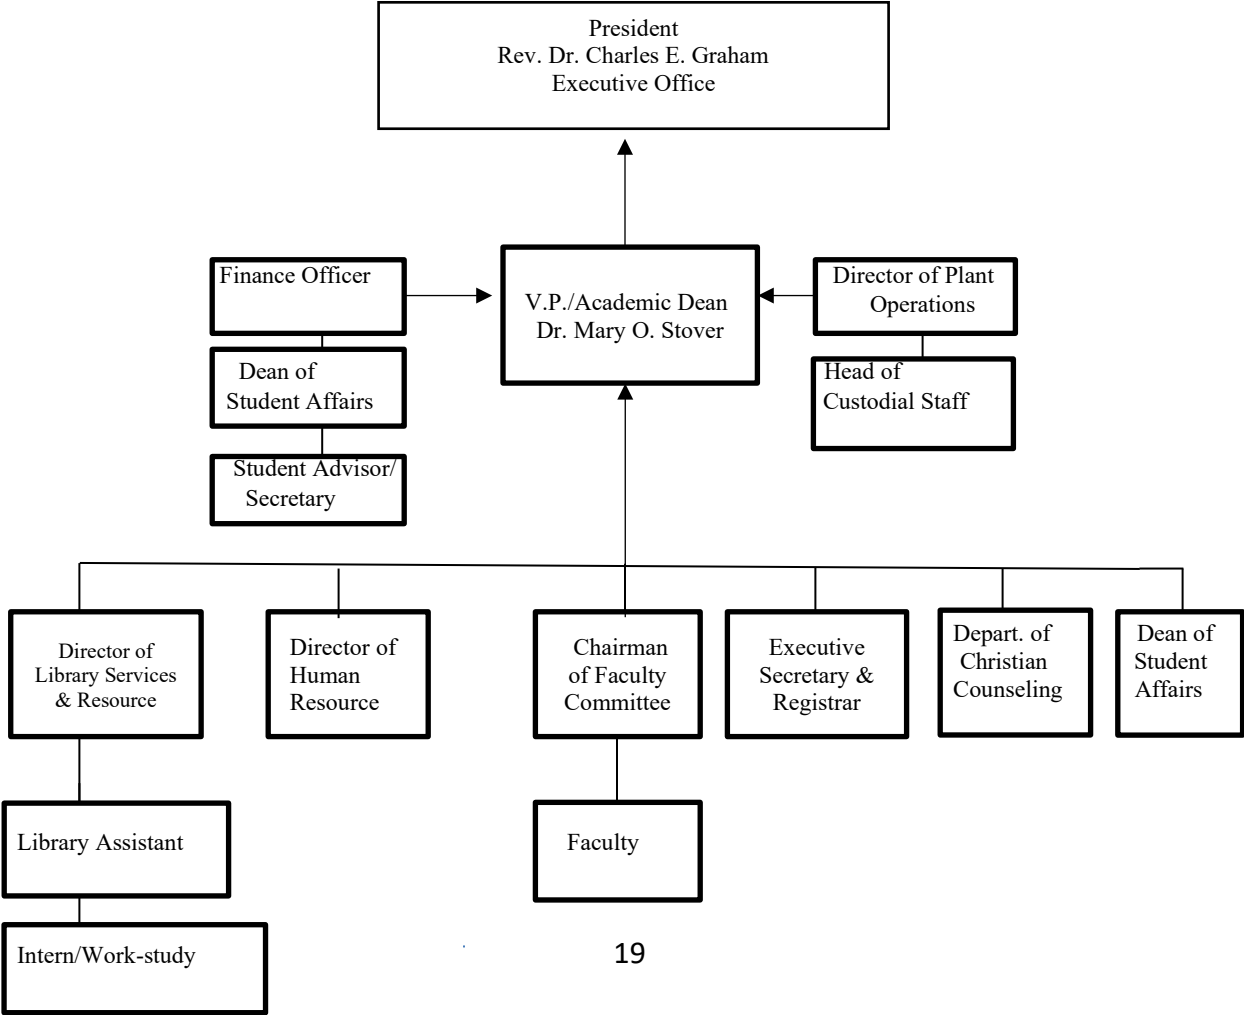 President
Rev. Dr. Charles E. Graham
Executive Office
Finance Officer
V.P./Academic Dean
Dr. Mary O. Stover
Director of Plant
Operations
Dean of
Student Affairs
Head of
Custodial Staff
Student Advisor/
Secretary
Director of
Library Services
& Resource
Director of
Human
Resource
Chairman
of Faculty
Committee
Executive
Secretary &
Registrar
Depart. of
Christian
Counseling
Dean of
Student
Affairs
Library Assistant
Faculty
Intern/Work-study
19